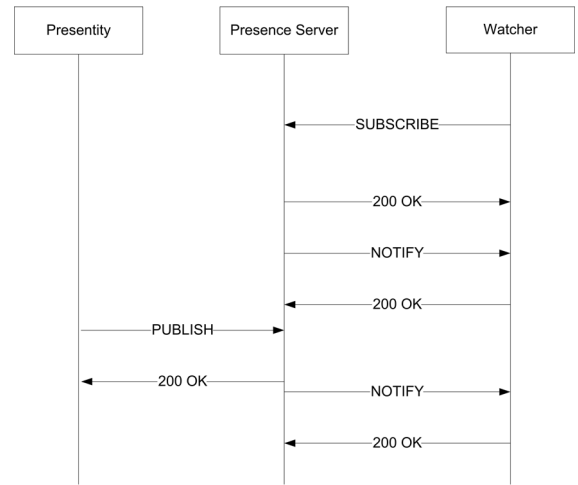 Presentity
Presence Server
Watcher
SUBSCRIBE
200 OK
NOTIFY
200 OK
PUBLISH
200 OK
NOTIFY
200 OK